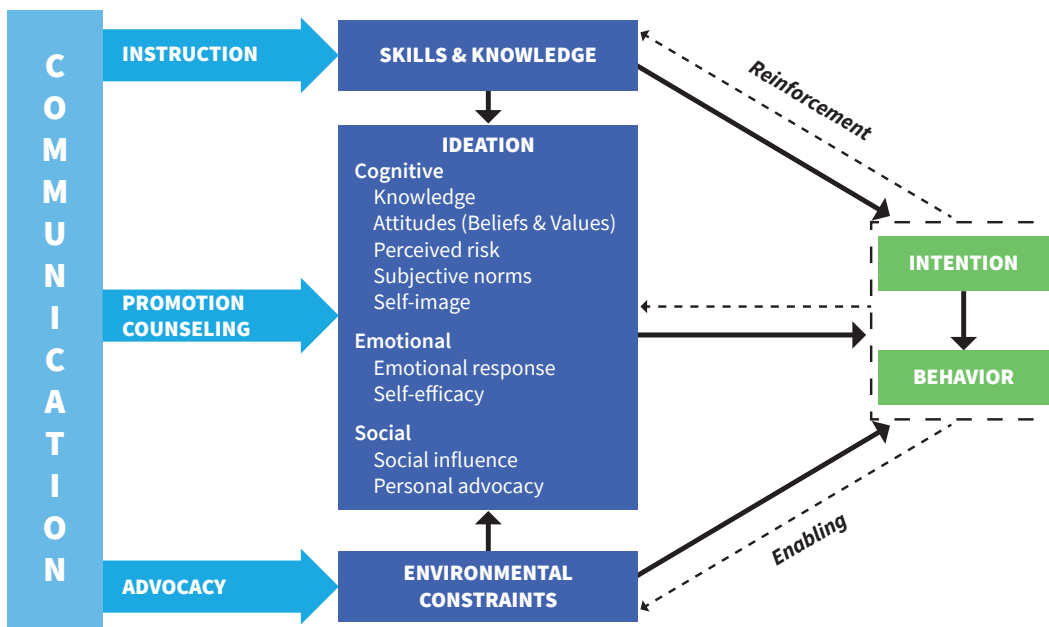 COMMUNICATION
INSTRUCTION
SKILLS & KNOWLEDGE
Reinforcement
IDEATION
Cognitive
Knowledge
Attitudes (Beliefs & Values)
Perceived risk
Subjective norms
Self-image
Emotional
Emotional response
Self-efficacy
Social
Social influence
Personal advocacy
PROMOTION
COUNSELING
INTENTION
BEHAVIOR
Enabling
ADVOCACY
ENVIRONMENTAL
CONSTRAINTS